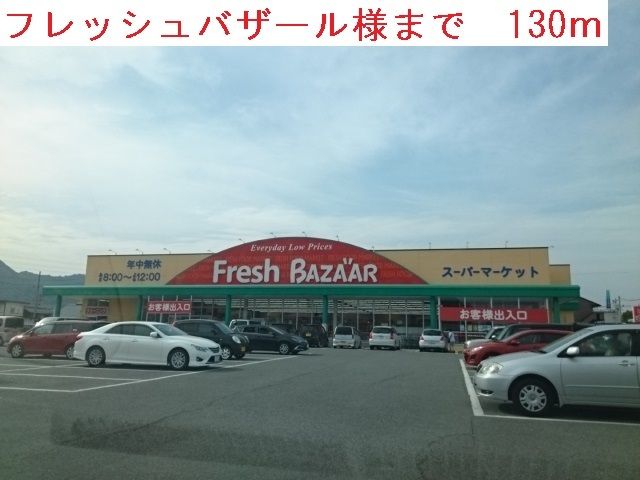 フレッシュバザール様まで 130m
Everyday Low Prices
Fresh BAZAAR
年中無休
8:00～12:00
スーパーマーケット
お客様出入口
お客様出入口